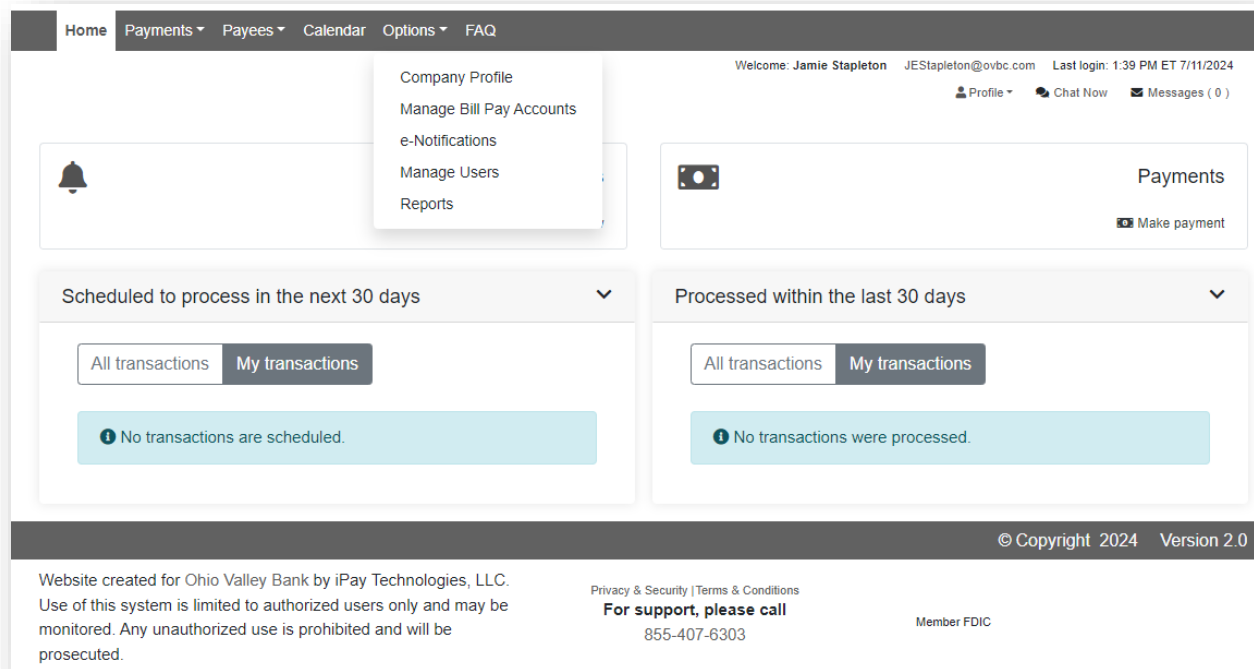 Home Payments Payees Calendar Options FAQ
Welcome: Jamie Stapleton JEStapleton@ovbc.com Last login: 1:39 PM ET 7/11/2024
Profile Chat Now Messages ( 0 )
Company Profile
Manage Bill Pay Accounts
e-Notifications
Manage Users
Reports
Payments
Make payment
Scheduled to process in the next 30 days
All transactions My transactions
No transactions are scheduled.
Processed within the last 30 days
All transactions My transactions
No transactions were processed.
© Copyright 2024 Version 2.0
Website created for Ohio Valley Bank by iPay Technologies, LLC.
Use of this system is limited to authorized users only and may be
monitored. Any unauthorized use is prohibited and will be
prosecuted.
Privacy & Security |Terms & Conditions
For support, please call
855-407-6303
Member FDIC